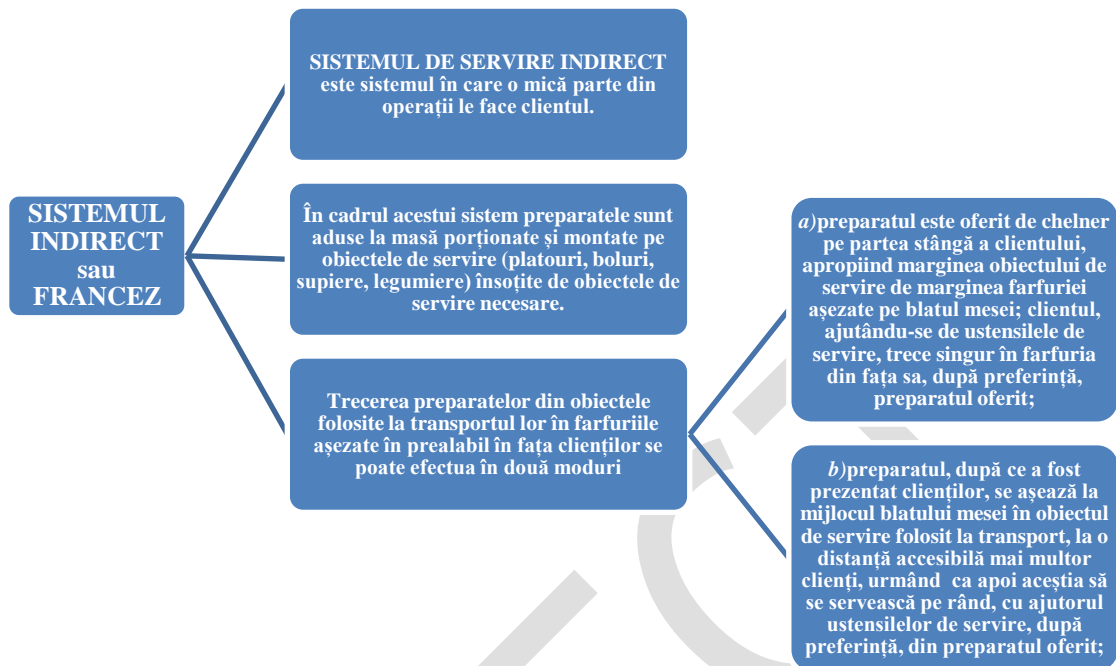 SISTEMUL
INDIRECT
sau
FRANCEZ
SISTEMUL DE SERVIRE INDIRECT
este sistemul în care o mică parte din
operații le face clientul.
În cadrul acestui sistem preparatele sunt
aduse la masă porționate și montate pe
obiectele de servire (platouri, boluri,
supiere, legumiere) însoțite de obiectele de
servire necesare.
Trecerea preparatelor din obiectele
folosite la transportul lor în farfuriile
așezate în prealabil în fața clienților se
poate efectua în două moduri
a)preparatul este oferit de chelner
pe partea stângă a clientului,
apropiind marginea obiectului de
servire de marginea farfuriei
așezate pe blatul mesei; clientul,
ajutându-se de ustensilele de
servire, trece singur în farfuria
din fața sa, după preferință,
preparatul oferit;
b)preparatul, după ce a fost
prezentat clienților, se așează la
mijlocul blatului mesei în obiectul
de servire folosit la transport, la o
distanță accesibilă mai multor
clienți, urmând  ca apoi aceștia să
se servească pe rând, cu ajutorul
ustensilelor de servire, după
preferință, din preparatul oferit;